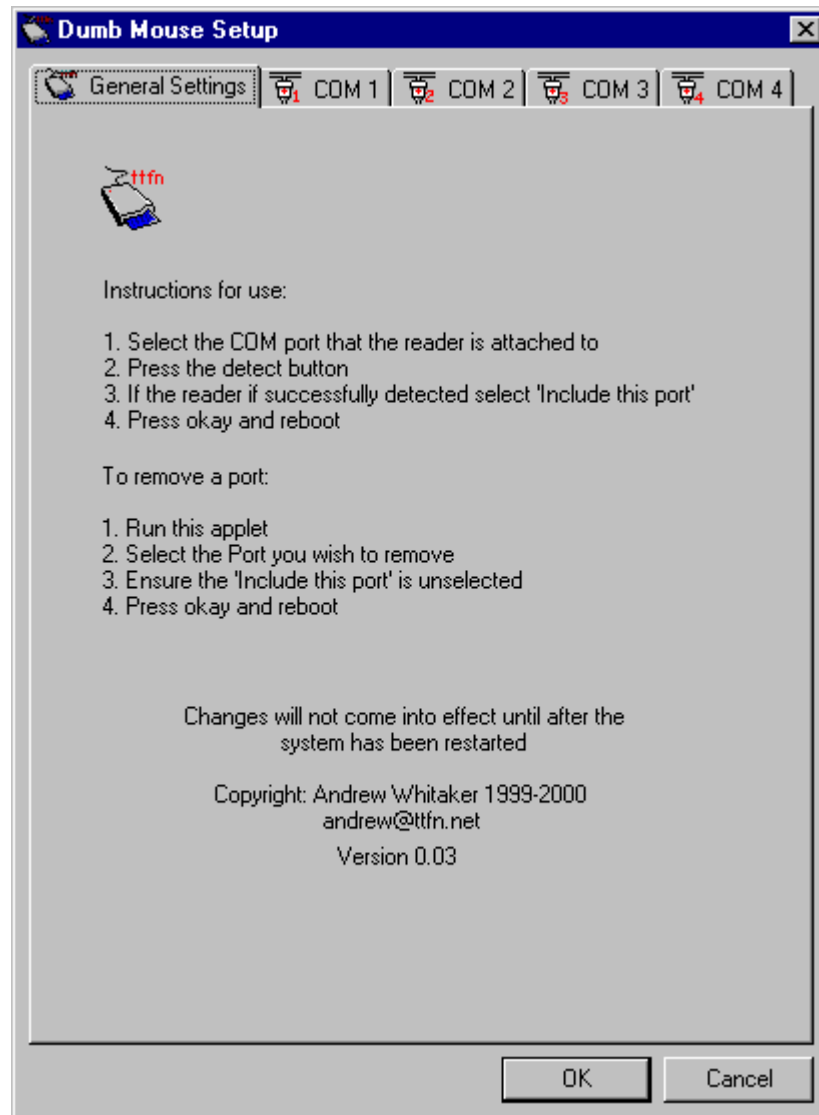 Dumb Mouse Setup
General Settings
COM 1
COM 2
COM 3
COM 4
1
2
3
4
ttfn
Instructions for use:
1. Select the COM port that the reader is attached to
2. Press the detect button
3. If the reader if successfully detected select 'Include this port'
4. Press okay and reboot
To remove a port:
1. Run this applet
2. Select the Port you wish to remove
3. Ensure the 'Include this port' is unselected
4. Press okay and reboot
Changes will not come into effect until after the
system has been restarted
Copyright: Andrew Whitaker 1999-2000
andrew@ttfn.net
Version 0.03
OK
Cancel